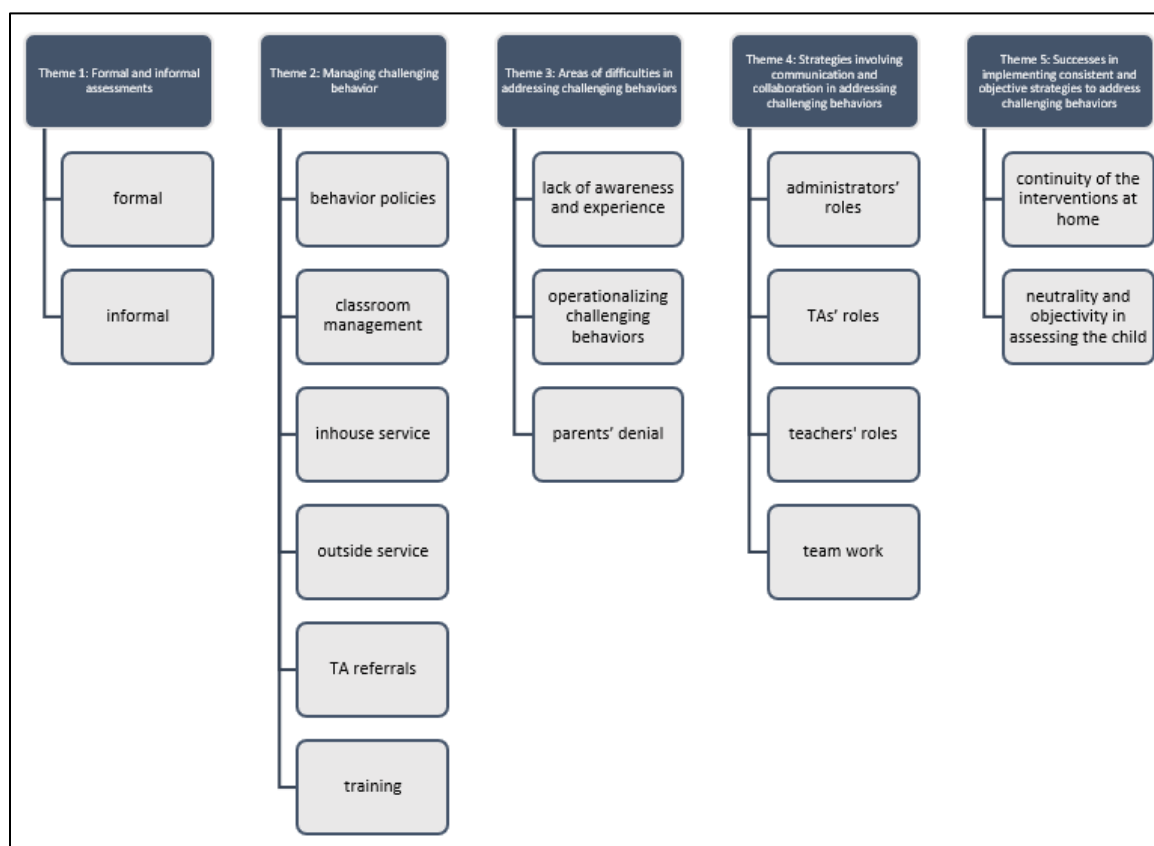 Theme 1: Formal and informal
assessments
formal
informal
Theme 2: Managing challenging
behavior
behavior policies
classroom
management
inhouse service
outside service
TA referrals
training
Theme 3: Areas of difficulties in
addressing challenging behaviors
lack of awareness
and experience
operationalizing
challenging
behaviors
parents’ denial
Theme 4: Strategies involving
communication and
collaboration in addressing
challenging behaviors
administrators’
roles
TAs’ roles
teachers' roles
team work
Theme 5: Successes in
implementing consistent and
objective strategies to address
challenging behaviors
continuity of the
interventions at
home
neutrality and
objectivity in
assessing the child